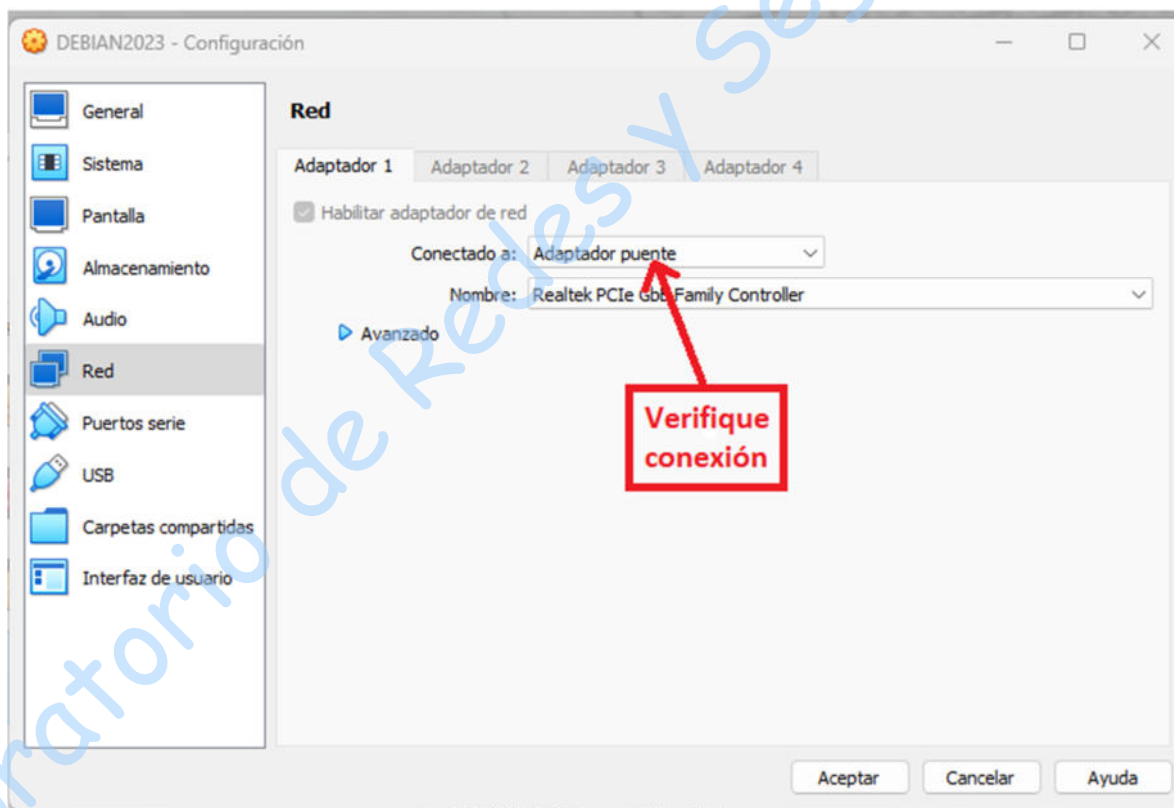 DEBIAN2023 - Configuración
General
Sistema
Pantalla
Almacenamiento
Audio
Red
Puertos serie
USB
Carpetas compartidas
Interfaz de usuario
Red
Adaptador 1 Adaptador 2 Adaptador 3 Adaptador 4
Habilitar adaptador de red
Conectado a: Adaptador puente
Nombre: Realtek PCIe GbE Family Controller
Avanzado
Verifique
conexión
Aceptar Cancelar Ayuda
ratorio de Redes y Se